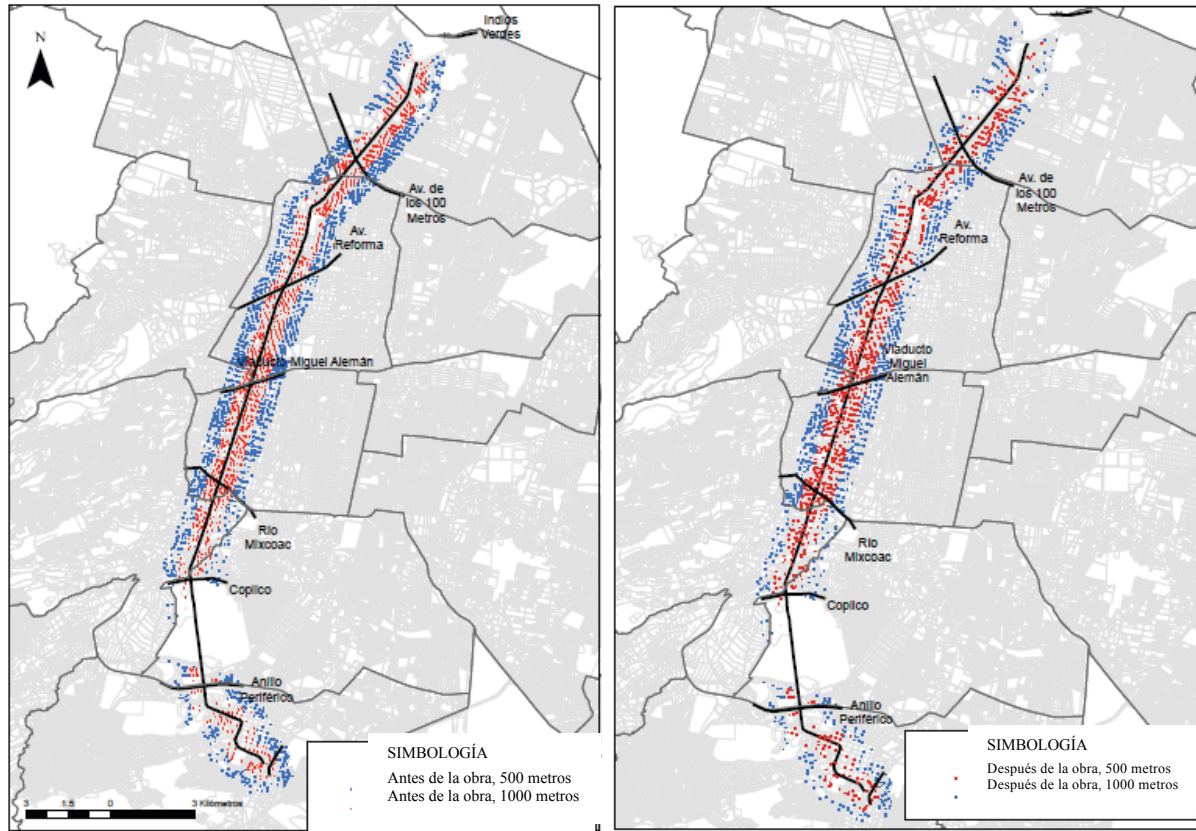 N
Indios
Verdes
Av. de
los 100
Metros
Av.
Reforma
Viaducto Miguel Alemán
Río
Mixcoac
Copilco
Anillo
Periférico
3 1.5 0 3 Kilómetros
SIMBOLOGÍA
Antes de la obra, 500 metros
Antes de la obra, 1000 metros
Av. de
los 100
Metros
Av.
Reforma
Viaducto
Miguel
Alemán
Río
Mixcoac
Copilco
Anillo
Periférico
SIMBOLOGÍA
Después de la obra, 500 metros
Después de la obra, 1000 metros